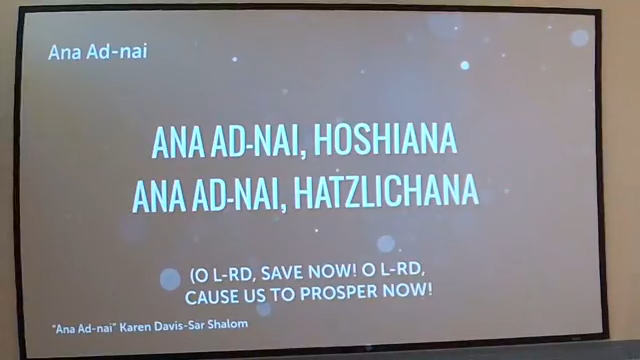 Ana Ad-nai
ANA AD-NAI, HOSHIANA
ANA AD-NAI, HATZLICHANA
(O L-RD, SAVE NOW! O L-RD,
CAUSE US TO PROSPER NOW!
"Ana Ad-nai" Karen Davis-Sar Shalom